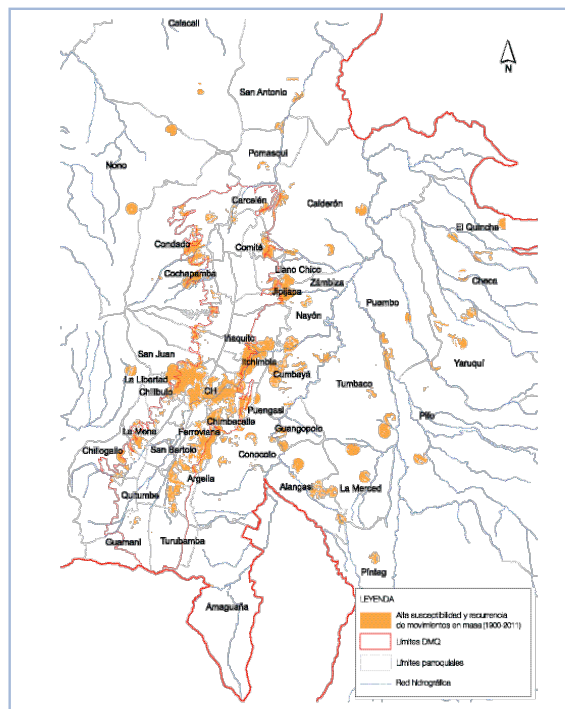 Calacalí
N
San Antonio
Pomasqui
Nono
Carcelén
Calderón
El Quinche
Condado
Comité
Cochapamba
Llano Chico
Zámbiza
Checa
Jipijapa
Puembo
Nayón
Iñaquito
San Juan
Itchimbía
Yaruquí
La Libertad
Cumbayá
Tumbaco
Chilibulo
CH
Puengasí
Pifo
Chimbacalle
La Mena
Ferroviaria
Guangopolo
Chillogallo
San Bartolo
Conocoto
Argelia
Alangasí
La Merced
Quitumbe
Guamaní
Turubamba
Píntag
Amaguaña
LEYENDA
Alta susceptibilidad y recurrencia
de movimientos en masa (1900-2011)
Límites DMQ
Límites parroquiales
Red hidrográfica